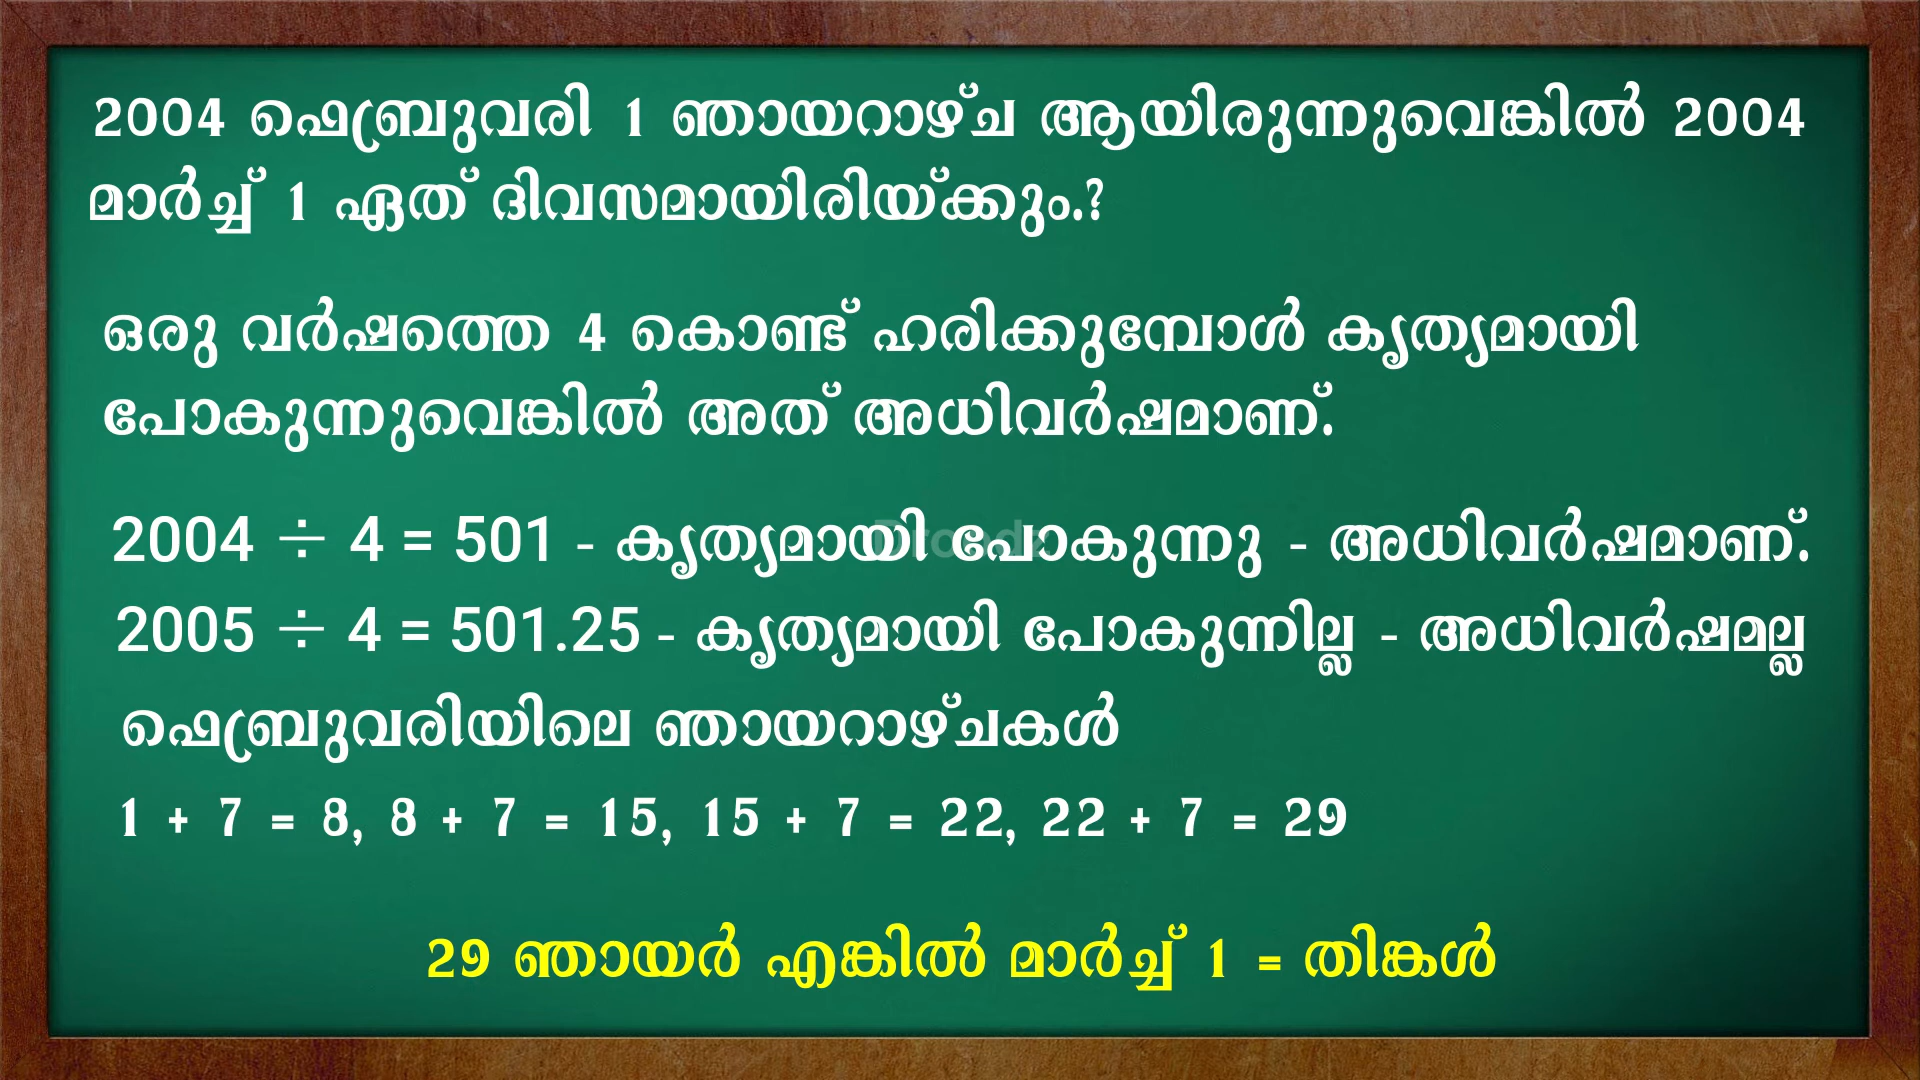 2004 ഫെബ്രുവരി 1 ഞായറാഴ്ച ആയിരുന്നുവെങ്കിൽ 2004
മാർച്ച് 1 ഏത് ദിവസമായിരിയ്ക്കും.?
ഒരു വർഷത്തെ 4 കൊണ്ട് ഹരിക്കുമ്പോൾ കൃത്യമായി
പോകുന്നുവെങ്കിൽ അത് അധിവർഷമാണ്.
2004 ÷ 4 = 501 - കൃത്യമായി പോകുന്നു - അധിവർഷമാണ്.
2005 ÷ 4 = 501.25 - കൃത്യമായി പോകുന്നില്ല - അധിവർഷമല്ല
ഫെബ്രുവരിയിലെ ഞായറാഴ്ചകൾ
1 + 7 = 8, 8 + 7 = 15, 15 + 7 = 22, 22 + 7 = 29
29 ഞായർ എങ്കിൽ മാർച്ച് 1 = തിങ്കൾ